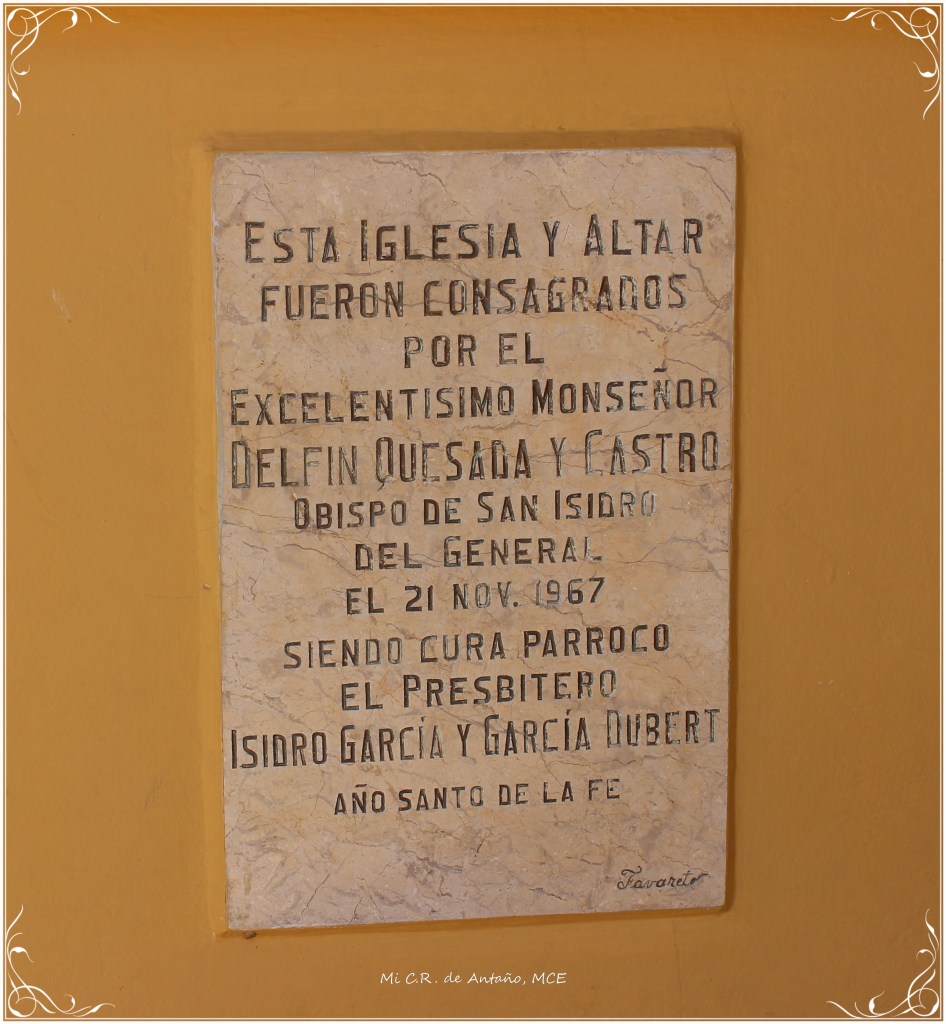 ESTA IGLESIA Y ALTAR
FUERON CONSAGRADOS
POR EL
EXCELENTISIMO MONSEÑOR
DELFIN QUESADA Y CASTRO
OBISPO DE SAN ISIDRO
DEL GENERAL
EL 21 NOV. 1967
SIENDO CURA PARROCO
EL PRESBITERO
ISIDRO GARCÍA Y GARCÍA DUBERT
AÑO SANTO DE LA FE
Favareto
Mi C.R. de Antaño, MCE